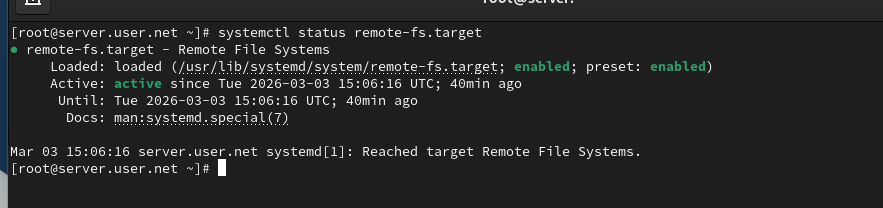 root@server:
[root@server.user.net ~]# systemctl status remote-fs.target
● remote-fs.target - Remote File Systems
Loaded: loaded (/usr/lib/systemd/system/remote-fs.target; enabled; preset: enabled)
Active: active since Tue 2026-03-03 15:06:16 UTC; 40min ago
Until: Tue 2026-03-03 15:06:16 UTC; 40min ago
Docs: man:systemd.special(7)
Mar 03 15:06:16 server.user.net systemd[1]: Reached target Remote File Systems.
[root@server.user.net ~]#